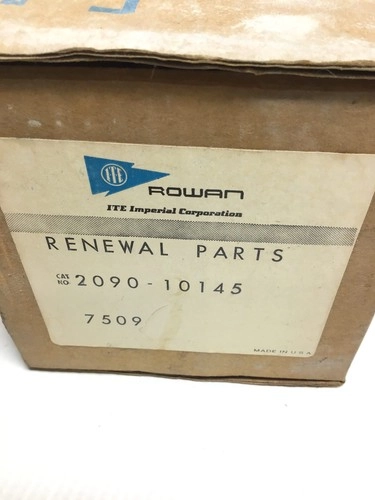 ITE
ROWAN
ITE Imperial Corporation
RENEWAL PARTS
CAT NO. 2090-10145
7509
MADE IN U.S.A.